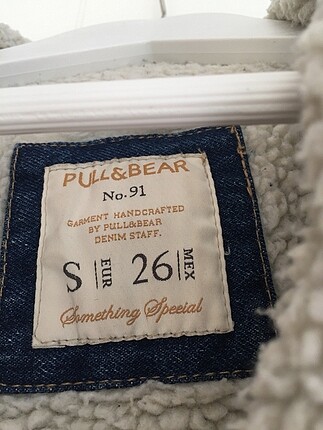 PULL&BEAR
No.91
GARMENT HANDCRAFTED
BY PULL&BEAR
DENIM STAFF.
S EUR 26 MEX
Something Special